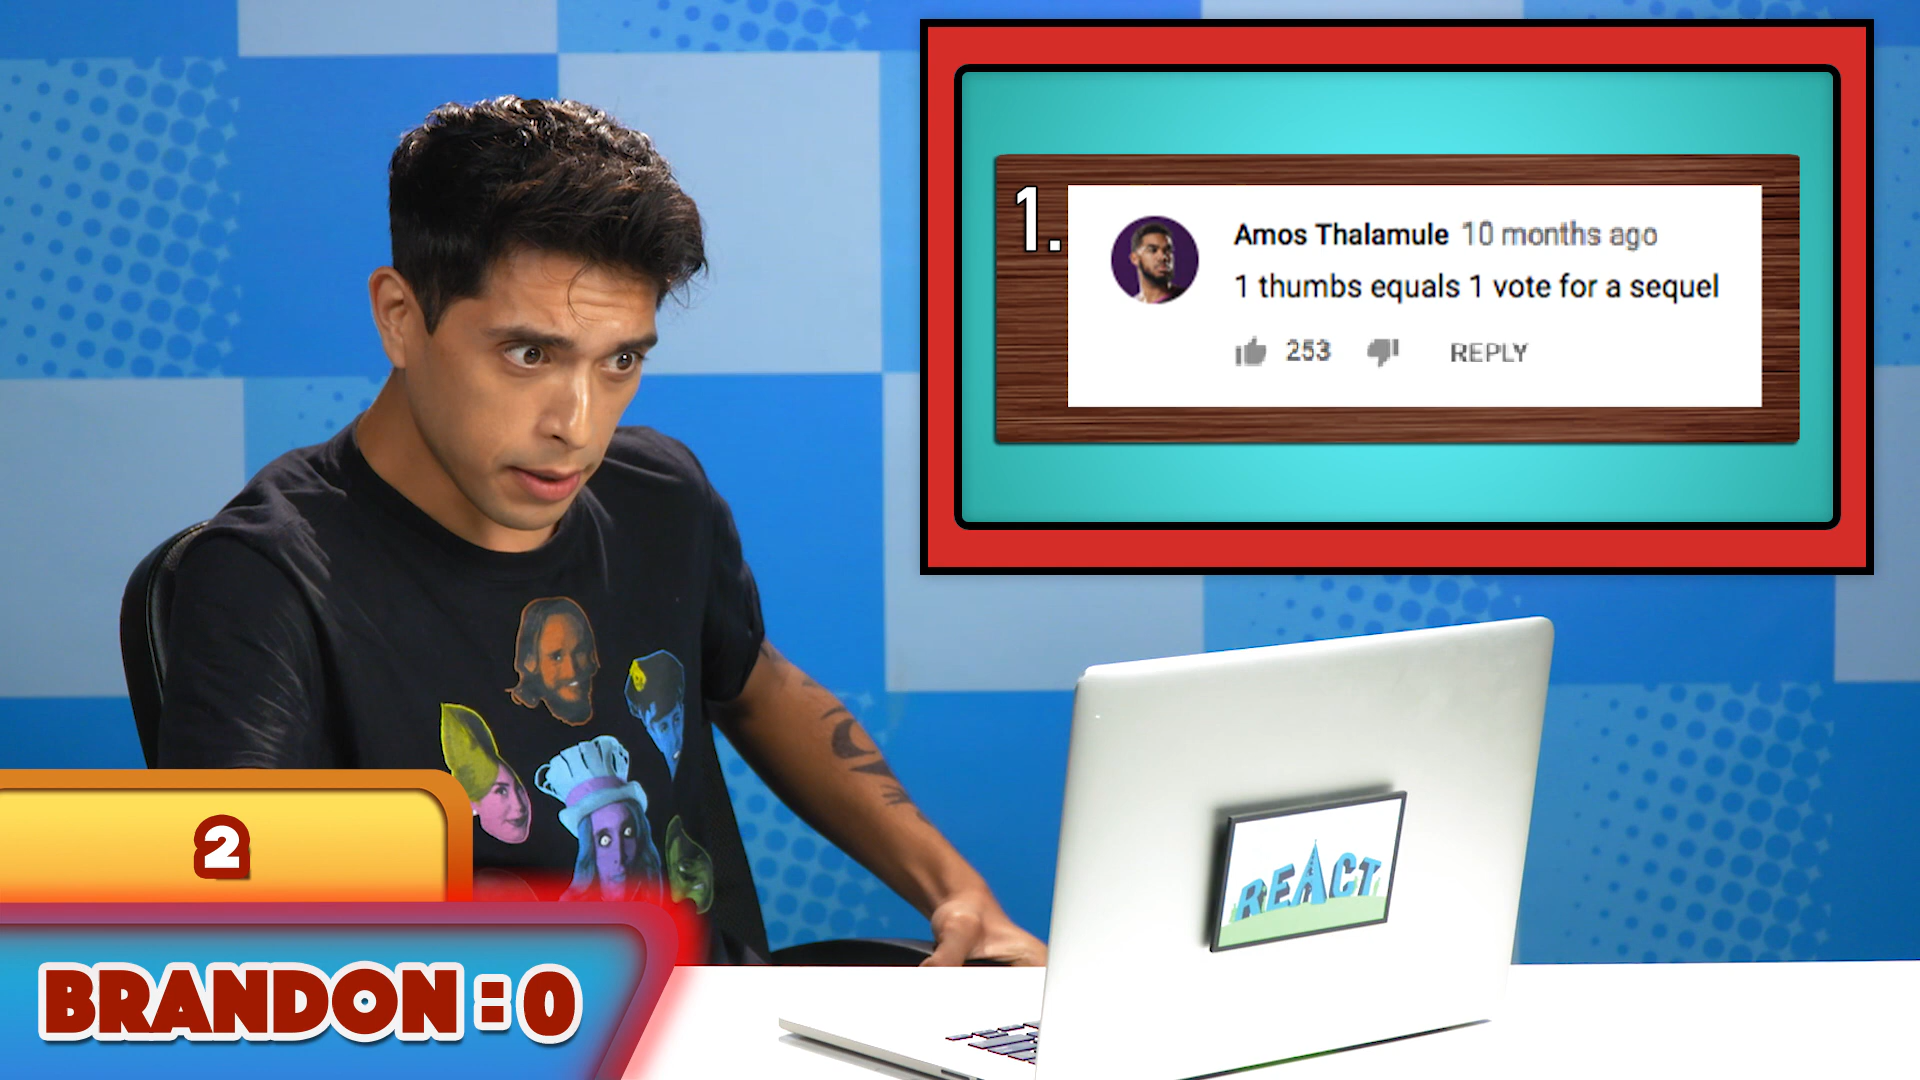 1.
Amos Thalamule 10 months ago
1 thumbs equals 1 vote for a sequel
253 REPLY
REACT
2
BRANDON : 0